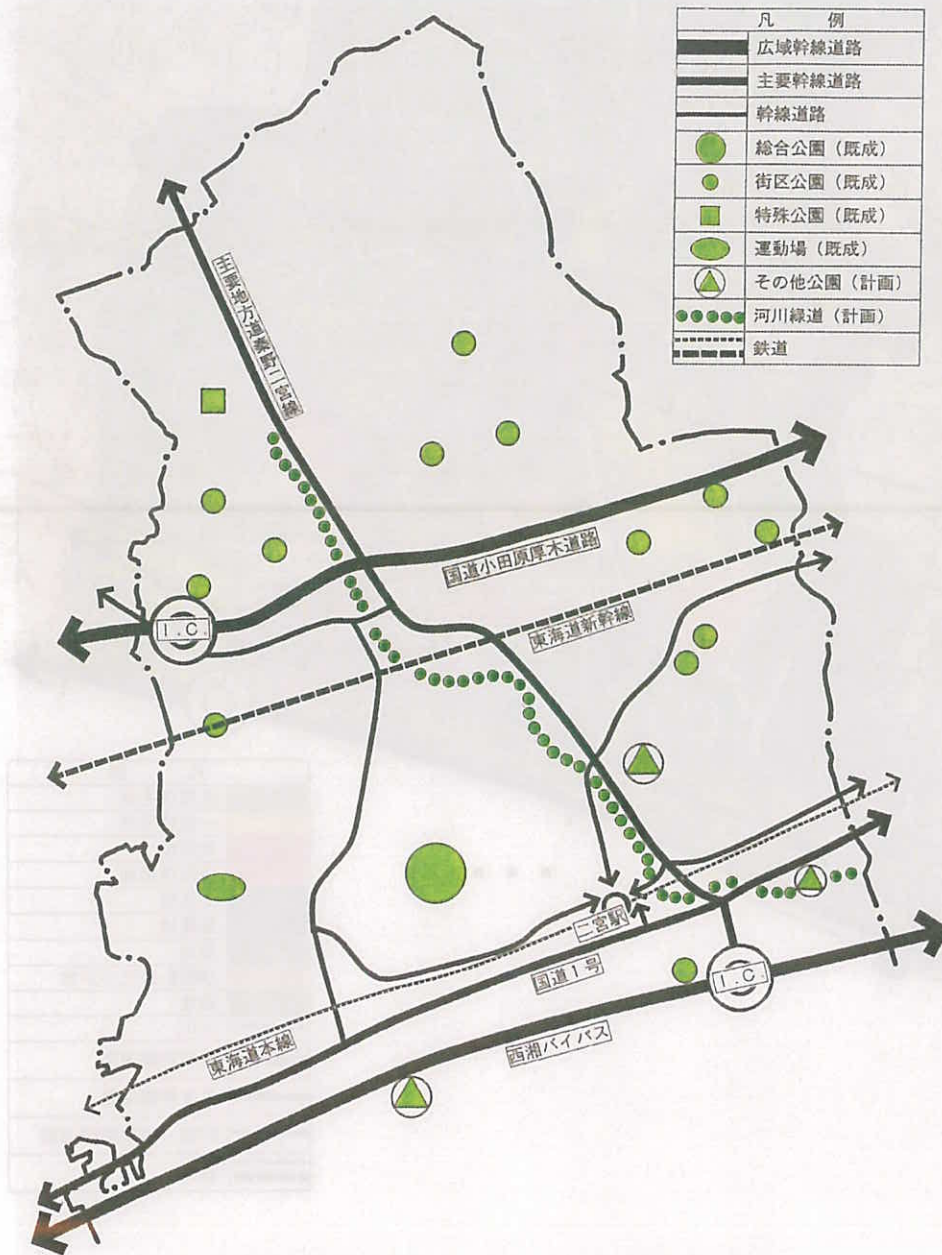 凡 例
広域幹線道路
主要幹線道路
幹線道路
総合公園 (既成)
街区公園 (既成)
特殊公園 (既成)
運動場 (既成)
その他公園 (計画)
河川緑道 (計画)
鉄道
主要地方道秦野二宮線
国道小田原厚木道路
I.C.
東海道新幹線
二宮駅
国道1号
I.C.
西湘バイパス
東海道本線